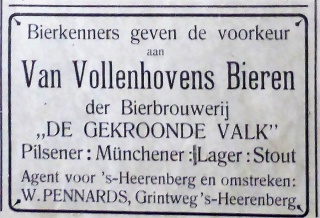 Bierkenners geven de voorkeur
aan
Van Vollenhovens Bieren
der Bierbrouwerij
„DE GEKROONDE VALK”
Pilsener : Münchener : Lager : Stout
Agent voor 's-Heerenberg en omstreken:
W. PENNARDS, Grintweg 's-Heerenberg